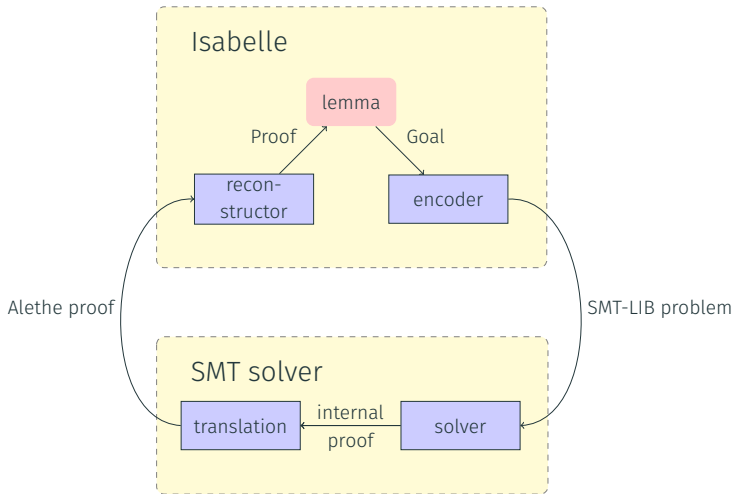 Isabelle
lemma
Proof
Goal
recon-
structor
encoder
Alethe proof
SMT-LIB problem
SMT solver
translation
internal
proof
solver